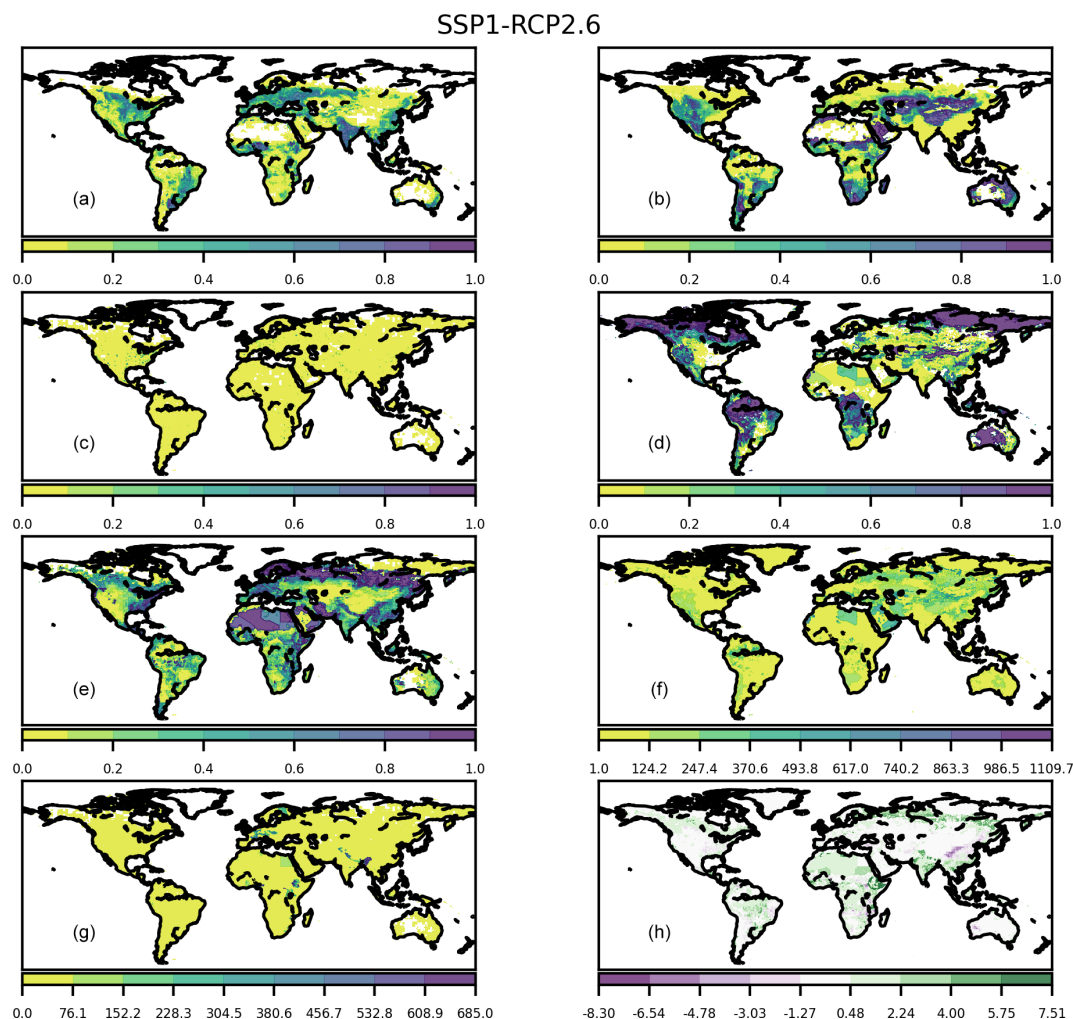 SSP1-RCP2.6
(a) (b)
0.0 0.2 0.4 0.6 0.8 1.0 0.0 0.2 0.4 0.6 0.8 1.0
(c) (d)
0.0 0.2 0.4 0.6 0.8 1.0 0.0 0.2 0.4 0.6 0.8 1.0
(e) (f)
0.0 0.2 0.4 0.6 0.8 1.0 1.0 124.2 247.4 370.6 493.8 617.0 740.2 863.3 986.5 1109.7
(g) (h)
0.0 76.1 152.2 228.3 304.5 380.6 456.7 532.8 608.9 685.0 -8.30 -6.54 -4.78 -3.03 -1.27 0.48 2.24 4.00 5.75 7.51